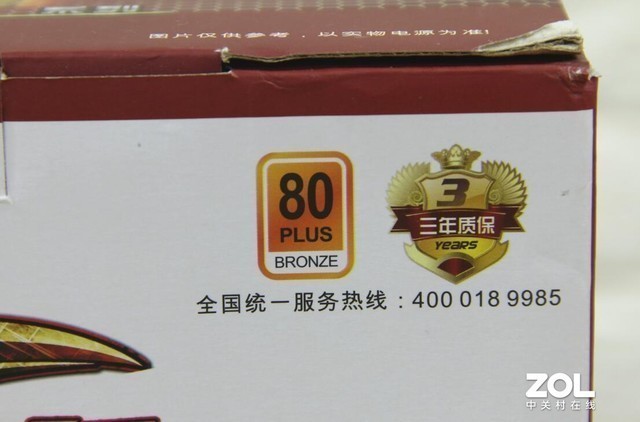 图片仅供参考，以实物电源为准!
80
PLUS
BRONZE
3
三年质保
YEARS
全国统一服务热线：400 018 9985
ZOL
中关村在线